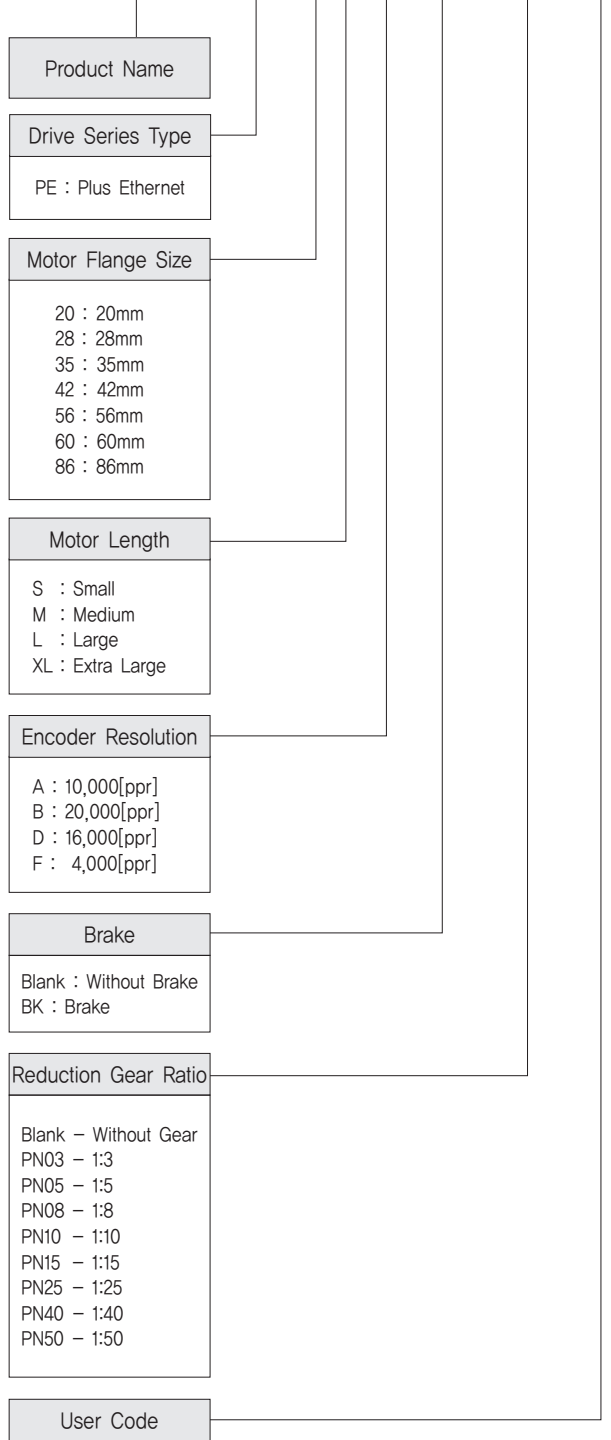 Product Name
Drive Series Type
PE : Plus Ethernet
Motor Flange Size
20 : 20mm
28 : 28mm
35 : 35mm
42 : 42mm
56 : 56mm
60 : 60mm
86 : 86mm
Motor Length
S : Small
M : Medium
L : Large
XL : Extra Large
Encoder Resolution
A : 10,000[ppr]
B : 20,000[ppr]
D : 16,000[ppr]
F : 4,000[ppr]
Brake
Blank : Without Brake
BK : Brake
Reduction Gear Ratio
Blank – Without Gear
PN03 – 1:3
PN05 – 1:5
PN08 – 1:8
PN10 – 1:10
PN15 – 1:15
PN25 – 1:25
PN40 – 1:40
PN50 – 1:50
User Code